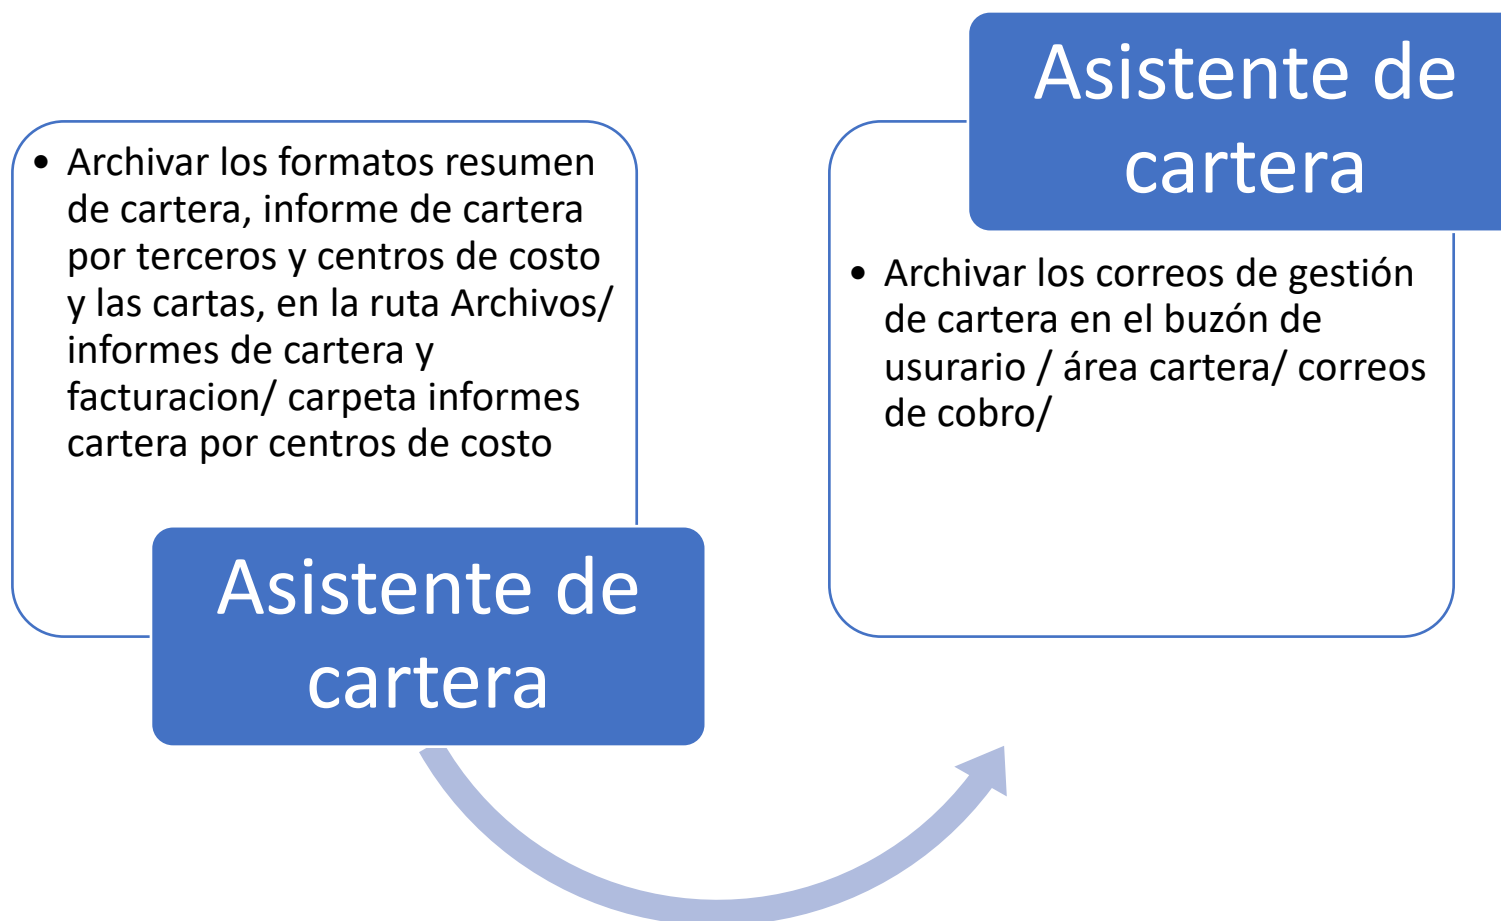 • Archivar los formatos resumen
de cartera, informe de cartera
por terceros y centros de costo
y las cartas, en la ruta Archivos/
informes de cartera y
facturacion/ carpeta informes
cartera por centros de costo
Asistente de
cartera
Asistente de
cartera
• Archivar los correos de gestión
de cartera en el buzón de
usurario / área cartera/ correos
de cobro/